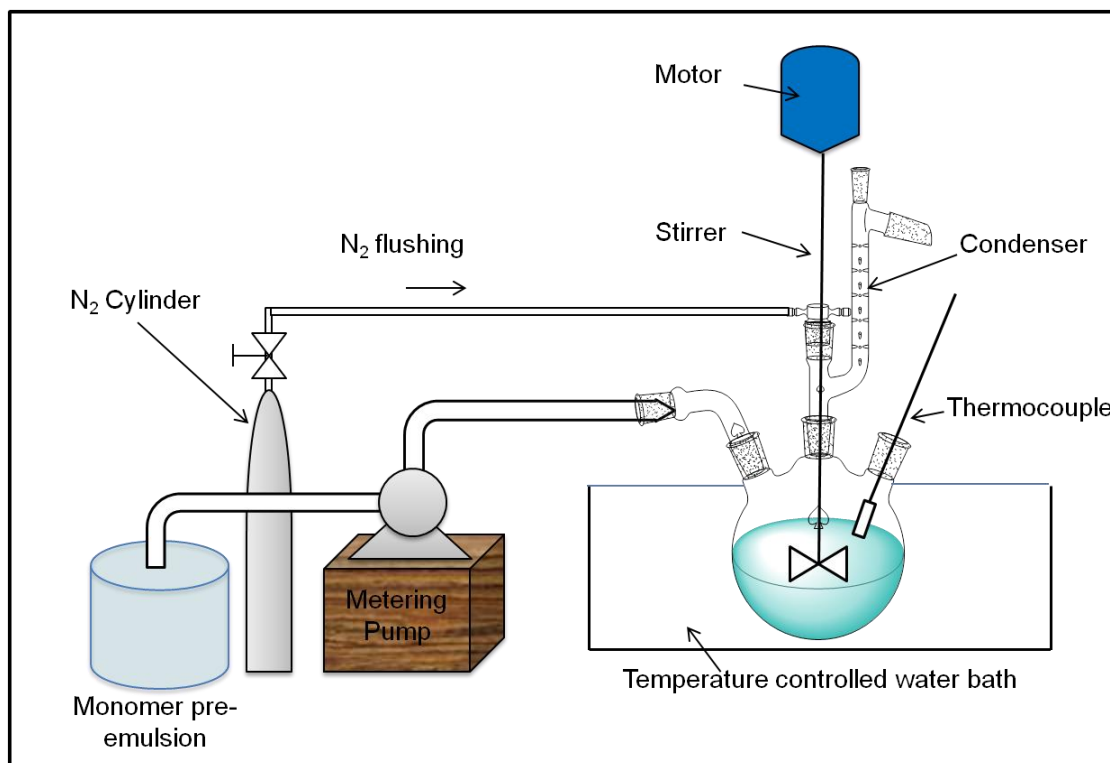 Motor
Stirrer
Condenser
N₂ flushing
N₂ Cylinder
Thermocouple
Metering
Pump
Temperature controlled water bath
Monomer pre-
emulsion